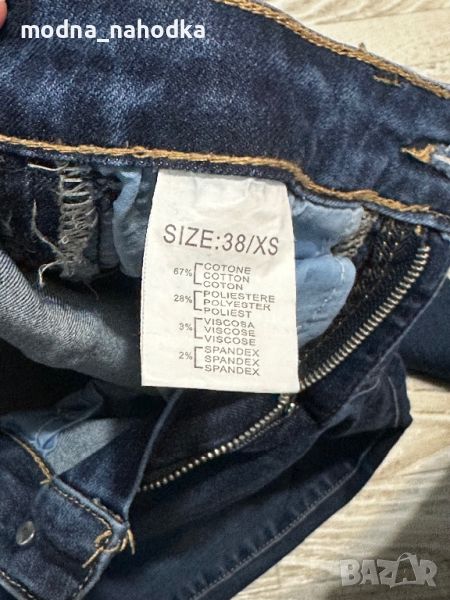 modna_nahodka
SIZE:38/XS
67% COTONE
COTTON
COTON
28% POLIESTERE
POLYESTER
POLIEST
3% VISCOSA
VISCOSE
VISCOSE
2% SPANDEX
SPANDEX
SPANDEX
BAZAR